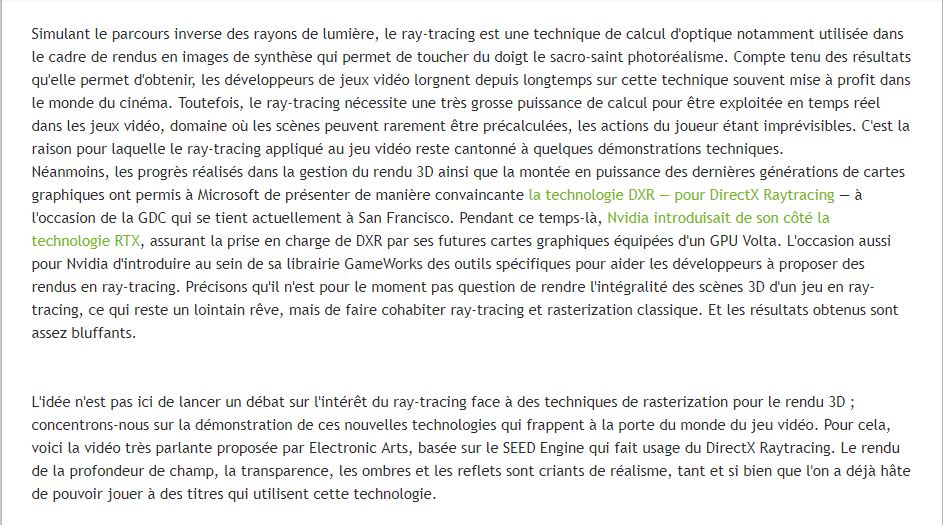 Simulant le parcours inverse des rayons de lumière, le ray-tracing est une technique de calcul d'optique notamment utilisée dans
le cadre de rendus en images de synthèse qui permet de toucher du doigt le sacro-saint photoréalisme. Compte tenu des résultats
qu'elle permet d'obtenir, les développeurs de jeux vidéo lorgnent depuis longtemps sur cette technique souvent mise à profit dans
le monde du cinéma. Toutefois, le ray-tracing nécessite une très grosse puissance de calcul pour être exploitée en temps réel
dans les jeux vidéo, domaine où les scènes peuvent rarement être précalculées, les actions du joueur étant imprévisibles. C'est la
raison pour laquelle le ray-tracing appliqué au jeu vidéo reste cantonné à quelques démonstrations techniques.
Néanmoins, les progrès réalisés dans la gestion du rendu 3D ainsi que la montée en puissance des dernières générations de cartes
graphiques ont permis à Microsoft de présenter de manière convaincante la technologie DXR — pour DirectX Raytracing — à
l'occasion de la GDC qui se tient actuellement à San Francisco. Pendant ce temps-là, Nvidia introduisait de son côté la
technologie RTX, assurant la prise en charge de DXR par ses futures cartes graphiques équipées d'un GPU Volta. L'occasion aussi
pour Nvidia d'introduire au sein de sa librairie GameWorks des outils spécifiques pour aider les développeurs à proposer des
rendus en ray-tracing. Précisons qu'il n'est pour le moment pas question de rendre l'intégralité des scènes 3D d'un jeu en ray-
tracing, ce qui reste un lointain rêve, mais de faire cohabiter ray-tracing et rasterization classique. Et les résultats obtenus sont
assez bluffants.
L'idée n'est pas ici de lancer un débat sur l'intérêt du ray-tracing face à des techniques de rasterization pour le rendu 3D ;
concentrons-nous sur la démonstration de ces nouvelles technologies qui frappent à la porte du monde du jeu vidéo. Pour cela,
voici la vidéo très parlante proposée par Electronic Arts, basée sur le SEED Engine qui fait usage du DirectX Raytracing. Le rendu
de la profondeur de champ, la transparence, les ombres et les reflets sont criants de réalisme, tant et si bien que l'on a déjà hâte
de pouvoir jouer à des titres qui utilisent cette technologie.